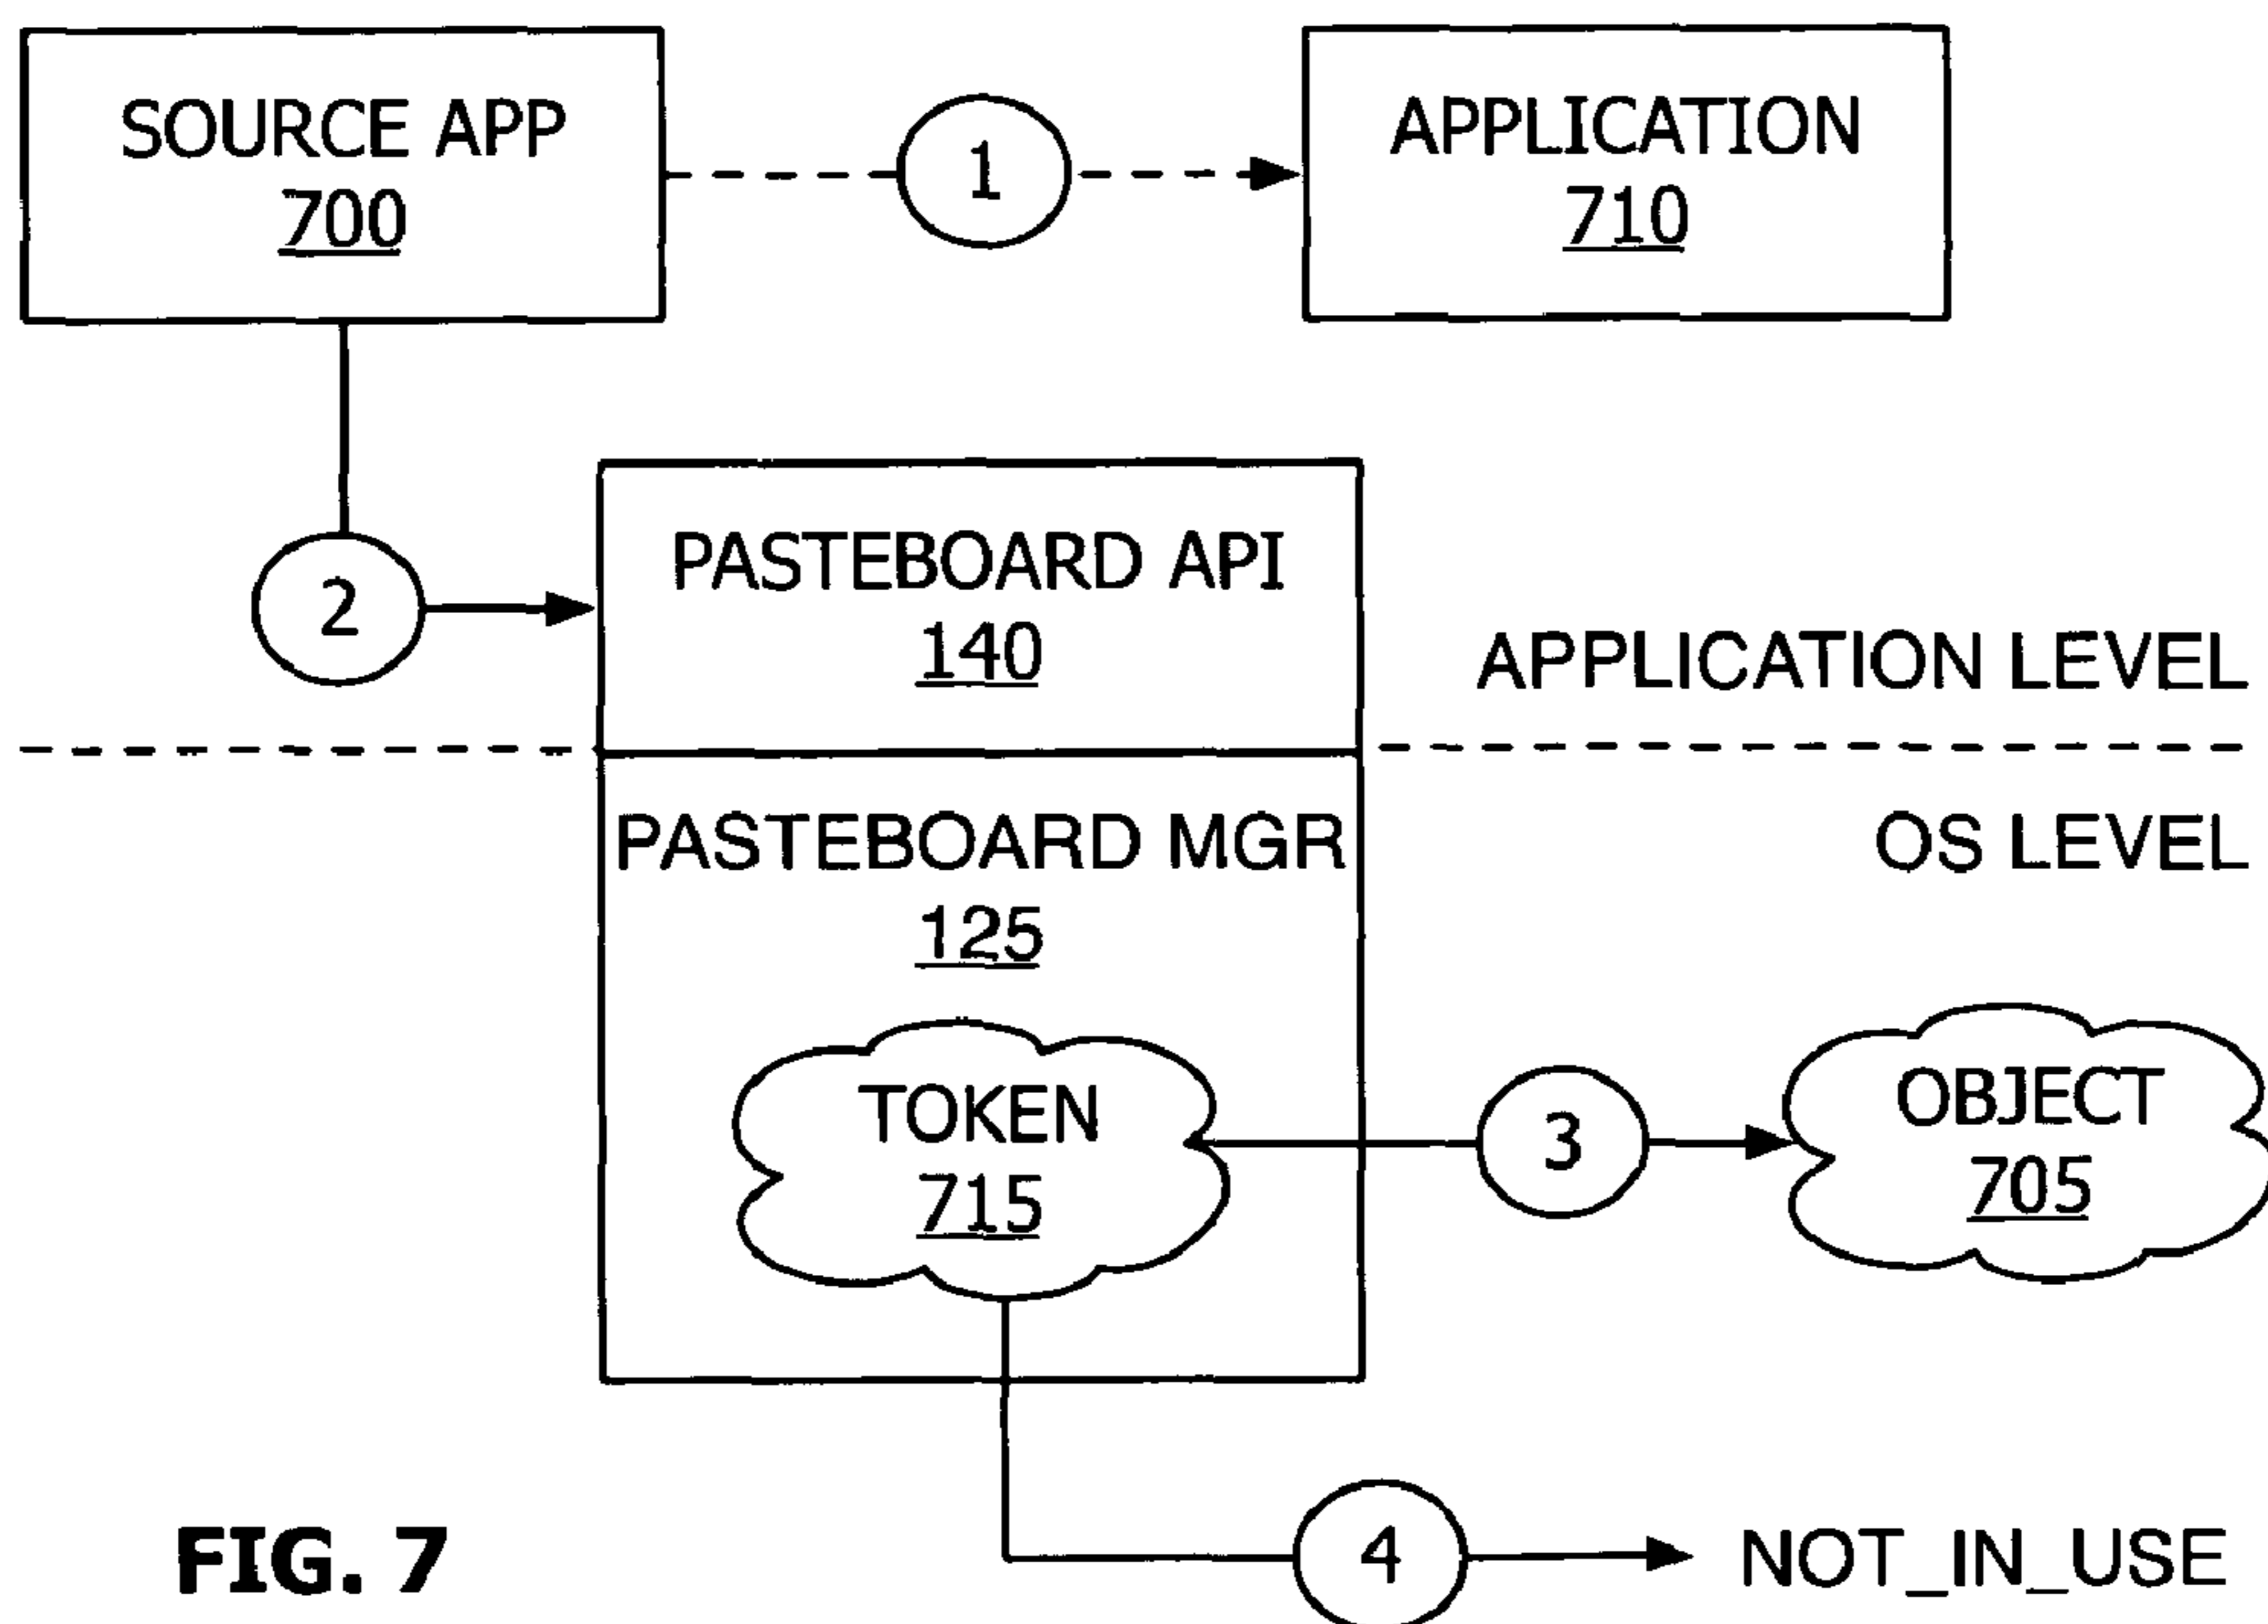 SOURCE APP
700
1
APPLICATION
710
2
PASTEBOARD API
140
APPLICATION LEVEL
PASTEBOARD MGR
125
OS LEVEL
TOKEN
715
3
OBJECT
705
4
NOT_IN_USE
FIG. 7